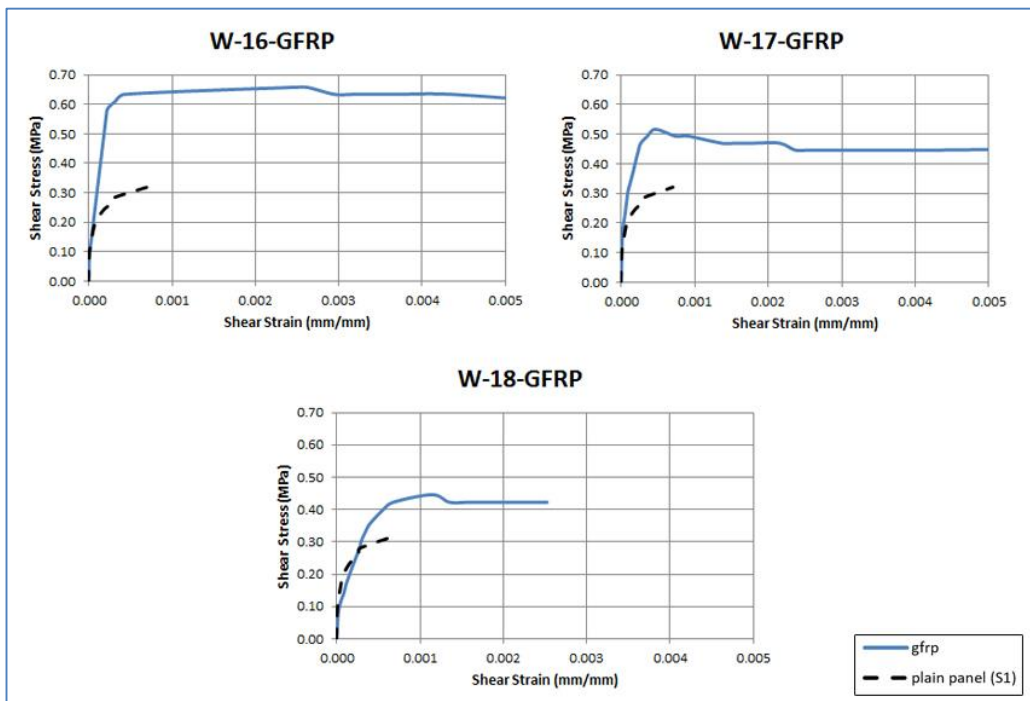 W-16-GFRP
0.70
0.60
0.50
0.40
0.30
0.20
0.10
0.00
Shear Stress (MPa)
0.000 0.001 0.002 0.003 0.004 0.005
Shear Strain (mm/mm)
W-17-GFRP
0.70
0.60
0.50
0.40
0.30
0.20
0.10
0.00
Shear Stress (MPa)
0.000 0.001 0.002 0.003 0.004 0.005
Shear Strain (mm/mm)
W-18-GFRP
0.70
0.60
0.50
0.40
0.30
0.20
0.10
0.00
Shear Stress (MPa)
0.000 0.001 0.002 0.003 0.004 0.005
Shear Strain (mm/mm)
gfrp
plain panel (S1)